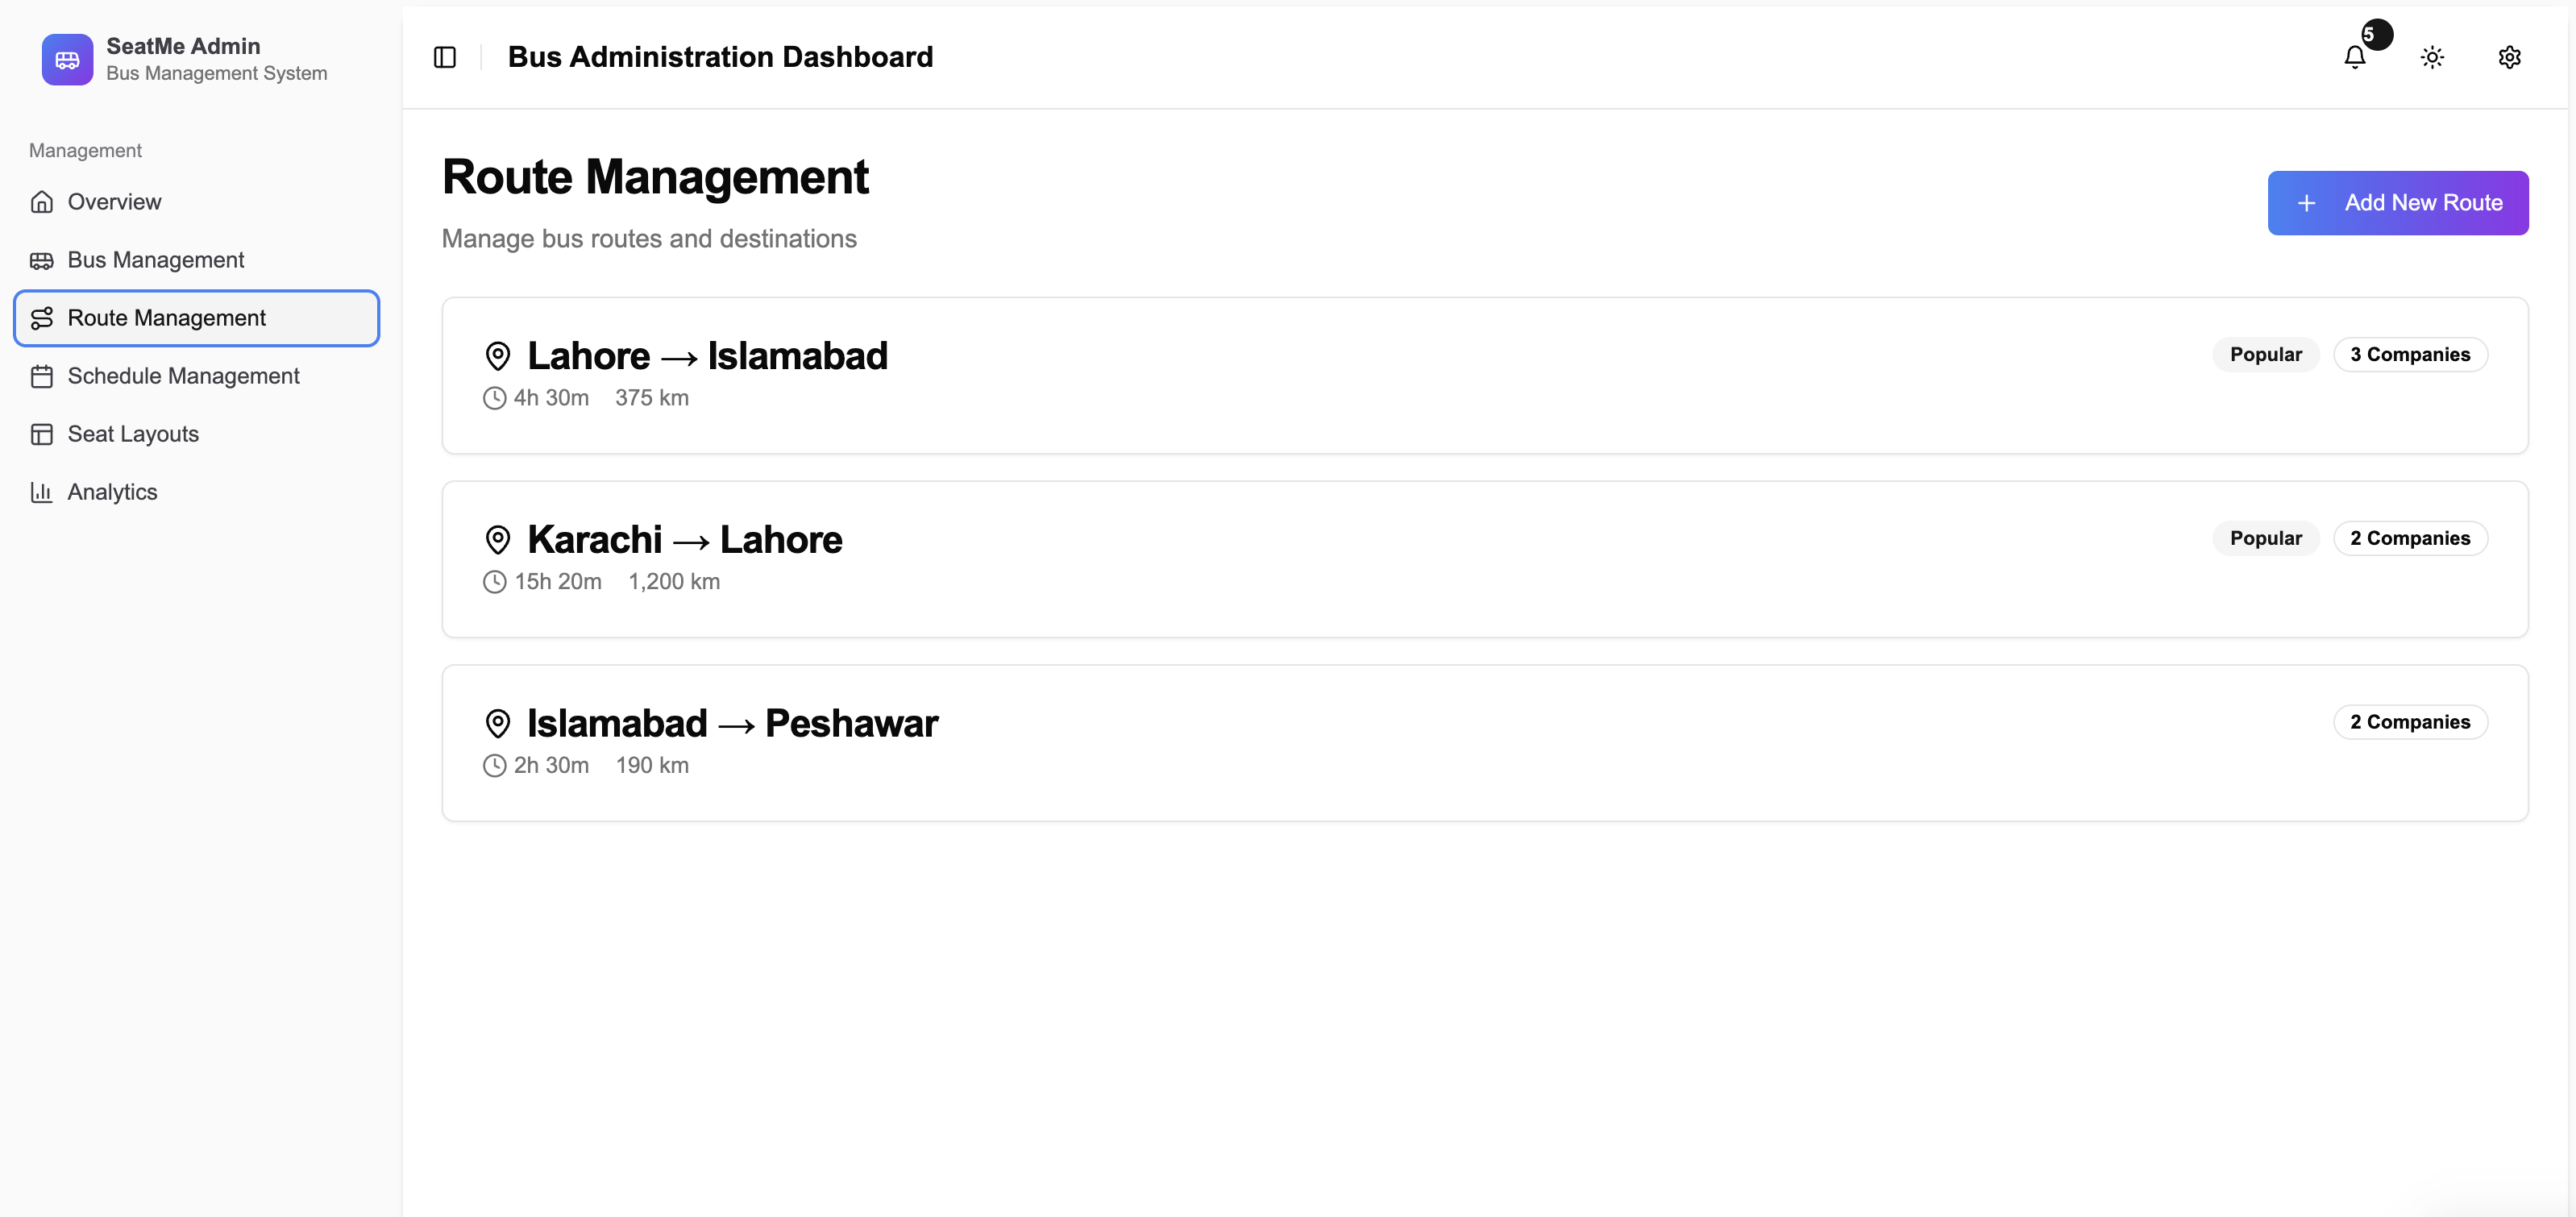 SeatMe Admin
Bus Management System
Management
Overview
Bus Management
Route Management
Schedule Management
Seat Layouts
Analytics
Bus Administration Dashboard
5
Route Management
Manage bus routes and destinations
+ Add New Route
Lahore → Islamabad
Popular
3 Companies
4h 30m 375 km
Karachi → Lahore
Popular
2 Companies
15h 20m 1,200 km
Islamabad → Peshawar
2 Companies
2h 30m 190 km